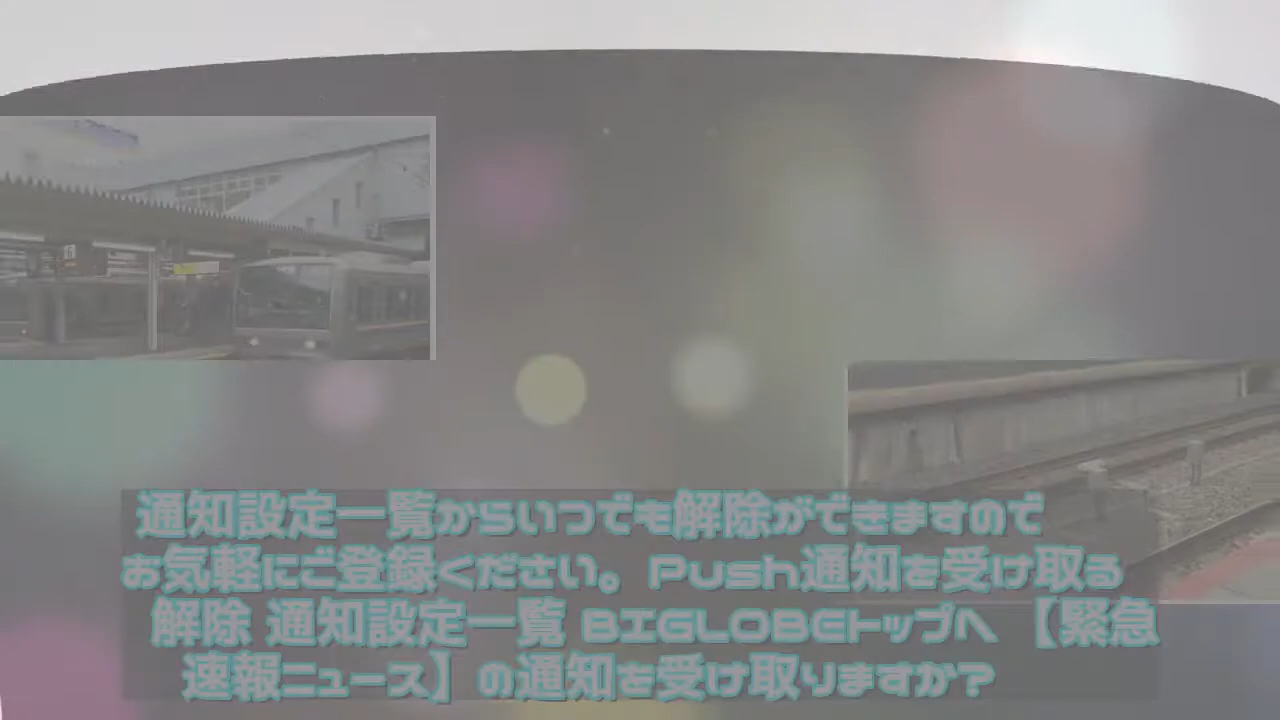 6
通知設定一覧からいつでも解除ができますので
お気軽にご登録ください。 Push通知を受け取る
解除 通知設定一覧 BIGLOBEトップへ 【緊急
速報ニュース】の通知を受け取りますか?